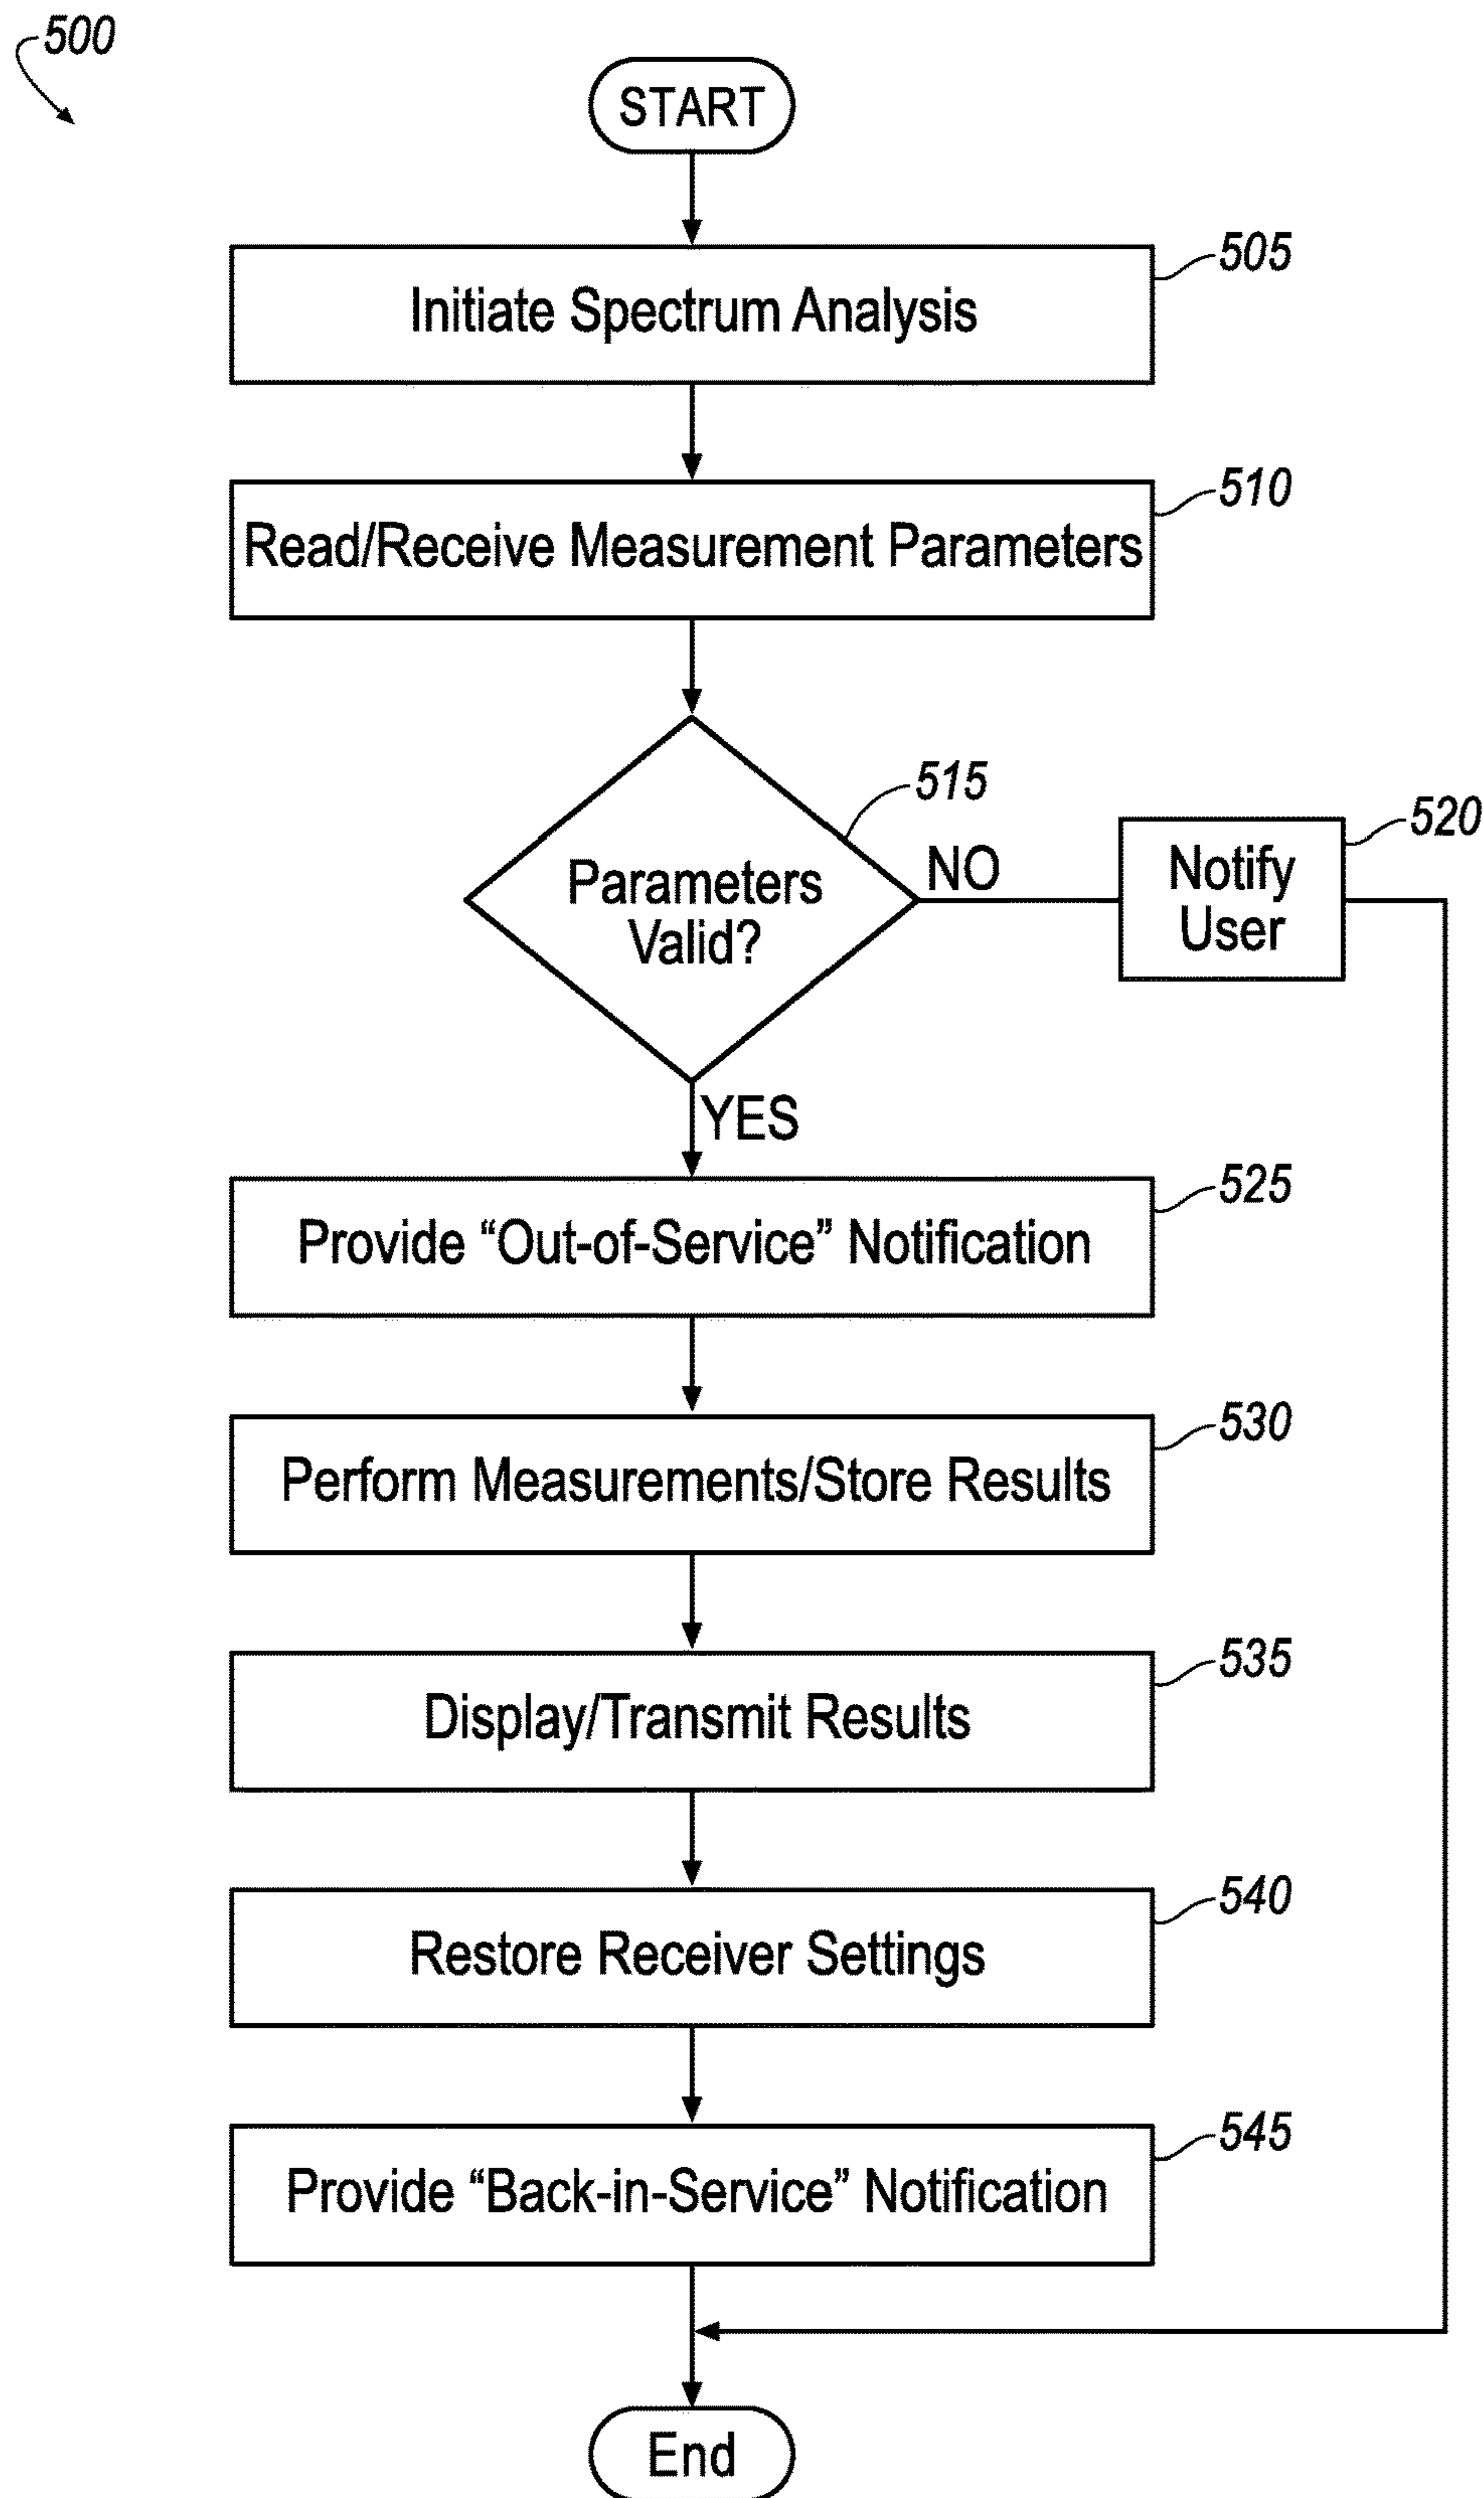 500
START
505
Initiate Spectrum Analysis
510
Read/Receive Measurement Parameters
515
Parameters
Valid?
NO
520
Notify
User
YES
525
Provide “Out-of-Service” Notification
530
Perform Measurements/Store Results
535
Display/Transmit Results
540
Restore Receiver Settings
545
Provide “Back-in-Service” Notification
End